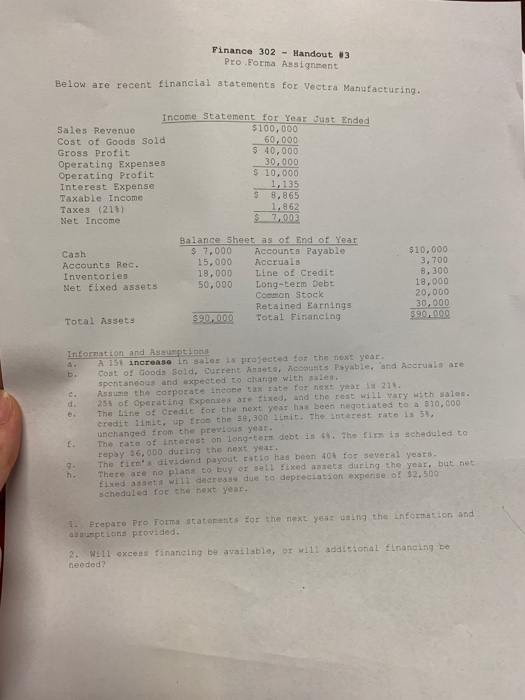 Finance 302 - Handout #3
Pro Forma Assignment
Below are recent financial statements for Vectra Manufacturing.
Income Statement for Year Just Ended
Sales Revenue $100,000
Cost of Goods Sold 60,000
Gross Profit $ 40,000
Operating Expenses 30,000
Operating Profit $ 10,000
Interest Expense 1,135
Taxable Income $ 8,865
Taxes (21%) 1,862
Net Income $ 7,003
Balance Sheet as of End of Year
Cash $ 7,000 Accounts Payable $10,000
Accounts Rec. 15,000 Accruals 3,700
Inventories 18,000 Line of Credit 8,300
Net fixed assets 50,000 Long-term Debt 18,000
Common Stock 20,000
Retained Earnings 30,000
Total Assets $90,000 Total Financing $90,000
Information and Assumptions
a. A 15% increase in sales is projected for the next year.
b. Cost of Goods Sold, Current Assets, Accounts Payable, and Accruals are
spontaneous and expected to change with sales.
c. Assume the corporate income tax rate for next year is 21%.
d. 25% of Operating Expenses are fixed, and the rest will vary with sales.
e. The Line of Credit for the next year has been negotiated to a $10,000
credit limit, up from the $8,300 limit. The interest rate is 5%,
unchanged from the previous year.
f. The rate of interest on long-term debt is 4%. The firm is scheduled to
repay $6,000 during the next year.
g. The firm's dividend payout ratio has been 40% for several years.
h. There are no plans to buy or sell fixed assets during the year, but net
fixed assets will decrease due to depreciation expense of $2,500
scheduled for the next year.
1. Prepare Pro Forma statements for the next year using the information and
assumptions provided.
2. Will excess financing be available, or will additional financing be
needed?